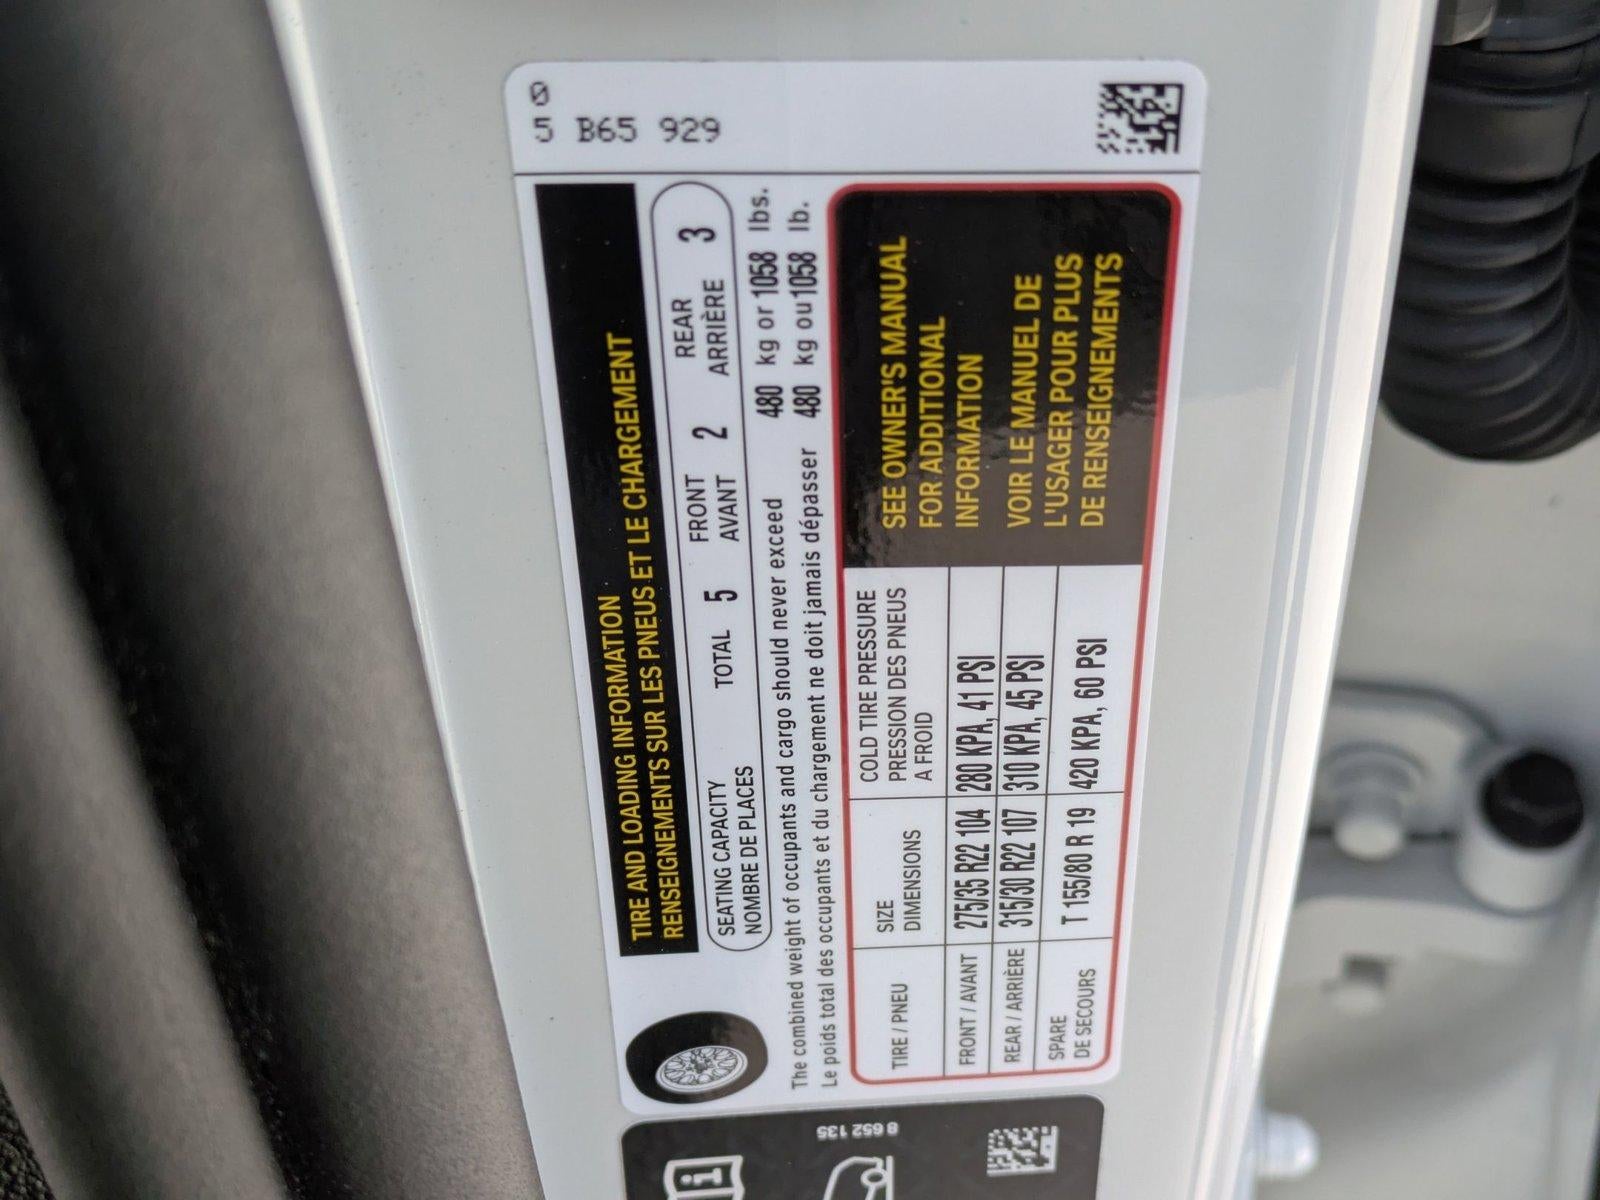 0
5 B65 929
TIRE AND LOADING INFORMATION
RENSEIGNEMENTS SUR LES PNEUS ET LE CHARGEMENT
SEATING CAPACITY TOTAL 5 FRONT 2 REAR 3
NOMBRE DE PLACES AVANT ARRIÈRE
The combined weight of occupants and cargo should never exceed 480 kg or 1058 lbs.
Le poids total des occupants et du chargement ne doit jamais dépasser 480 kg ou 1058 lb.
TIRE / PNEU
SIZE
DIMENSIONS
COLD TIRE PRESSURE
PRESSION DES PNEUS
A FROID
FRONT / AVANT 275/35 R22 104 280 KPA, 41 PSI
REAR / ARRIÈRE 315/30 R22 107 310 KPA, 45 PSI
SPARE
DE SECOURS
T 155/80 R 19 420 KPA, 60 PSI
SEE OWNER'S MANUAL
FOR ADDITIONAL
INFORMATION
VOIR LE MANUEL DE
L'USAGER POUR PLUS
DE RENSEIGNEMENTS
8 652 135
i